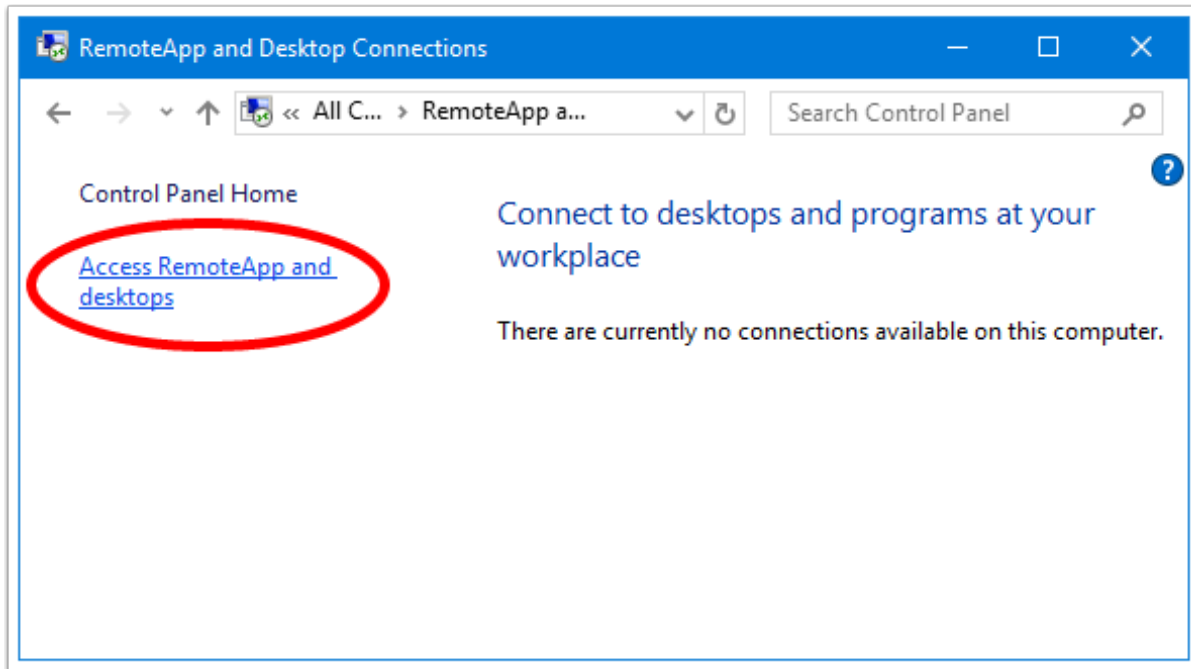 RemoteApp and Desktop Connections
« All C... > RemoteApp a...
Search Control Panel
?
Control Panel Home
Access RemoteApp and
desktops
Connect to desktops and programs at your
workplace
There are currently no connections available on this computer.